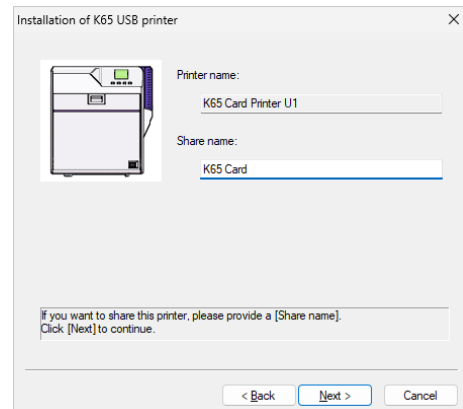 Installation of K65 USB printer
Printer name:
K65 Card Printer U1
Share name:
K65 Card
If you want to share this printer, please provide a [Share name].
Click [Next] to continue.
< Back
Next >
Cancel